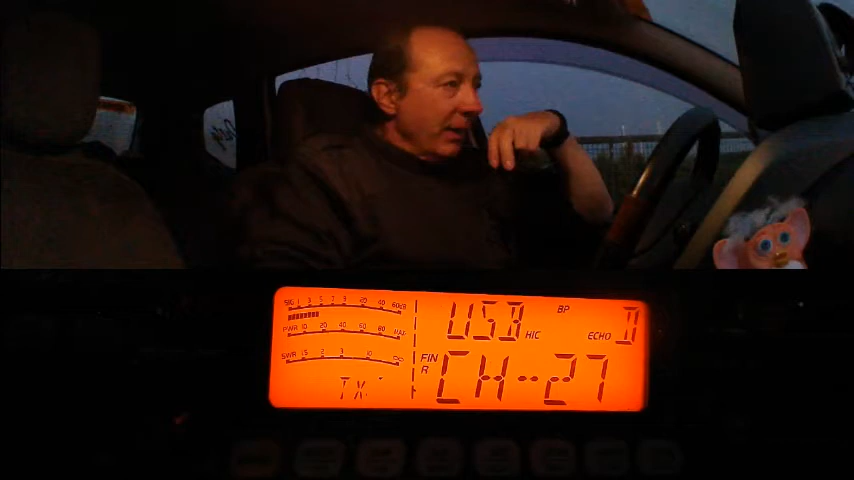 SIG 1 3 5 7 9 20 40 60dB
PWR 10 20 40 60 80 MAX
SWR 1.5 2 3 10 ∞
TX
USB HIC BP ECHO D
FIN R CH--27